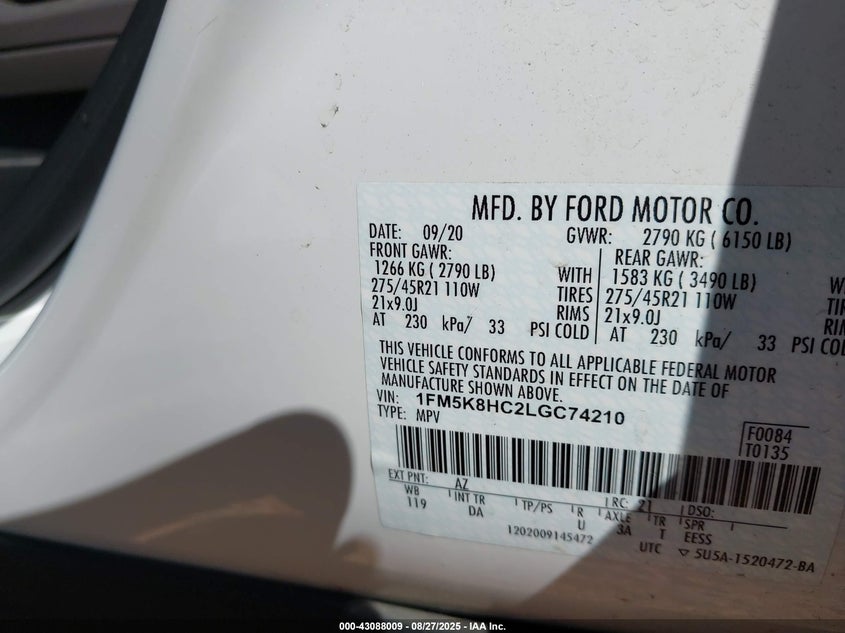 MFD. BY FORD MOTOR CO.
DATE: 09/20 GVWR: 2790 KG ( 6150 LB)
FRONT GAWR: REAR GAWR:
1266 KG ( 2790 LB) WITH 1583 KG ( 3490 LB)
275/45R21 110W TIRES 275/45R21 110W
21x9.0J RIMS 21x9.0J
AT 230 kPa/ 33 PSI COLD AT 230 kPa/ 33 PSI
THIS VEHICLE CONFORMS TO ALL APPLICABLE FEDERAL MOTOR
VEHICLE SAFETY STANDARDS IN EFFECT ON THE DATE OF
MANUFACTURE SHOWN ABOVE.
VIN: 1FM5K8HC2LGC74210
TYPE: MPV
F0084
T0135
EXT PNT: AZ RC: 21 DSO:
WB INT TR TP/PS R AXLE TR SPR
119 DA U 3A T EESS
1202009145472 UTC ▽ 5U5A-1520472-BA
000-43088009 — 08/27/2025 — IAA Inc.